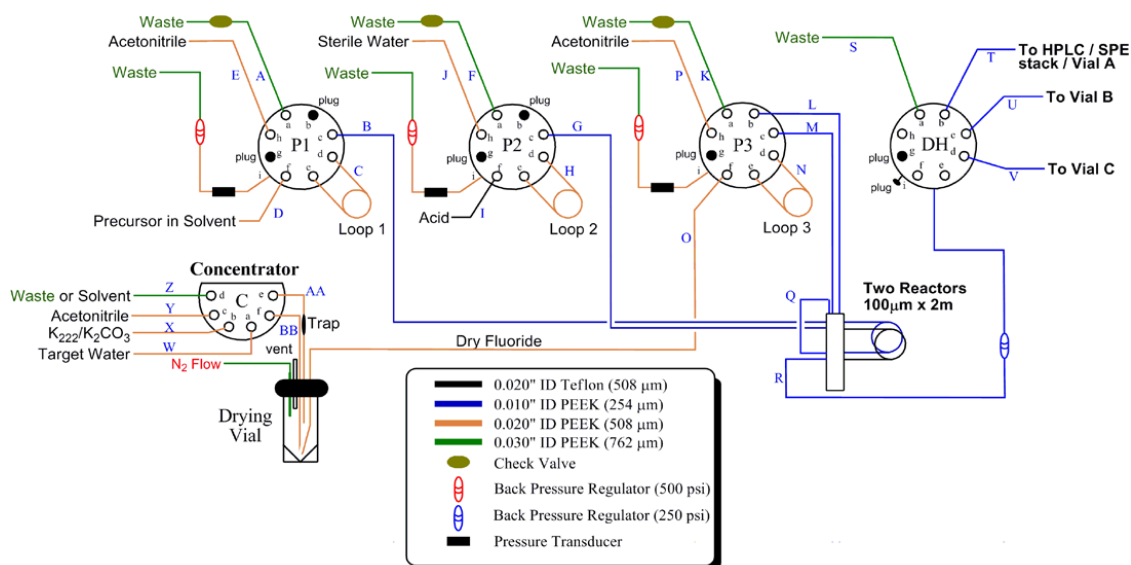 Waste
Acetonitrile
E
A
Waste
plug
a
b
h
P1
c
B
plug
g
d
i
f
e
C
D
Precursor in Solvent
Loop 1
Waste
Sterile Water
J
F
Waste
plug
a
b
h
P2
c
G
plug
g
d
i
f
e
H
Acid
I
Loop 2
Waste
Acetonitrile
P
K
Waste
L
a
b
h
P3
c
M
plug
g
d
i
f
e
N
O
Loop 3
Waste
S
T
To HPLC / SPE
stack / Vial A
a
b
U
To Vial B
h
c
DH
g
d
plug
i
f
e
V
To Vial C
Concentrator
Z
AA
Waste or Solvent
d
C
e
Acetonitrile
Y
c
b
a
f
K222/K2CO3
X
BB
Trap
Target Water
W
vent
N2 Flow
Dry Fluoride
Drying
Vial
Q
Two Reactors
100μm x 2m
R
0.020" ID Teflon (508 μm)
0.010" ID PEEK (254 μm)
0.020" ID PEEK (508 μm)
0.030" ID PEEK (762 μm)
Check Valve
Back Pressure Regulator (500 psi)
Back Pressure Regulator (250 psi)
Pressure Transducer